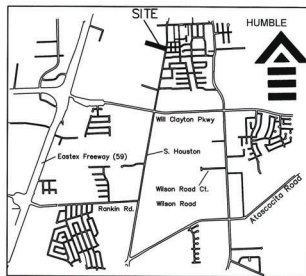 SITE
HUMBLE
Will Clayton Pkwy
S. Houston
Eastex Freeway (59)
Wilson Road Ct.
Rankin Rd.
Wilson Road
Atascocita Road